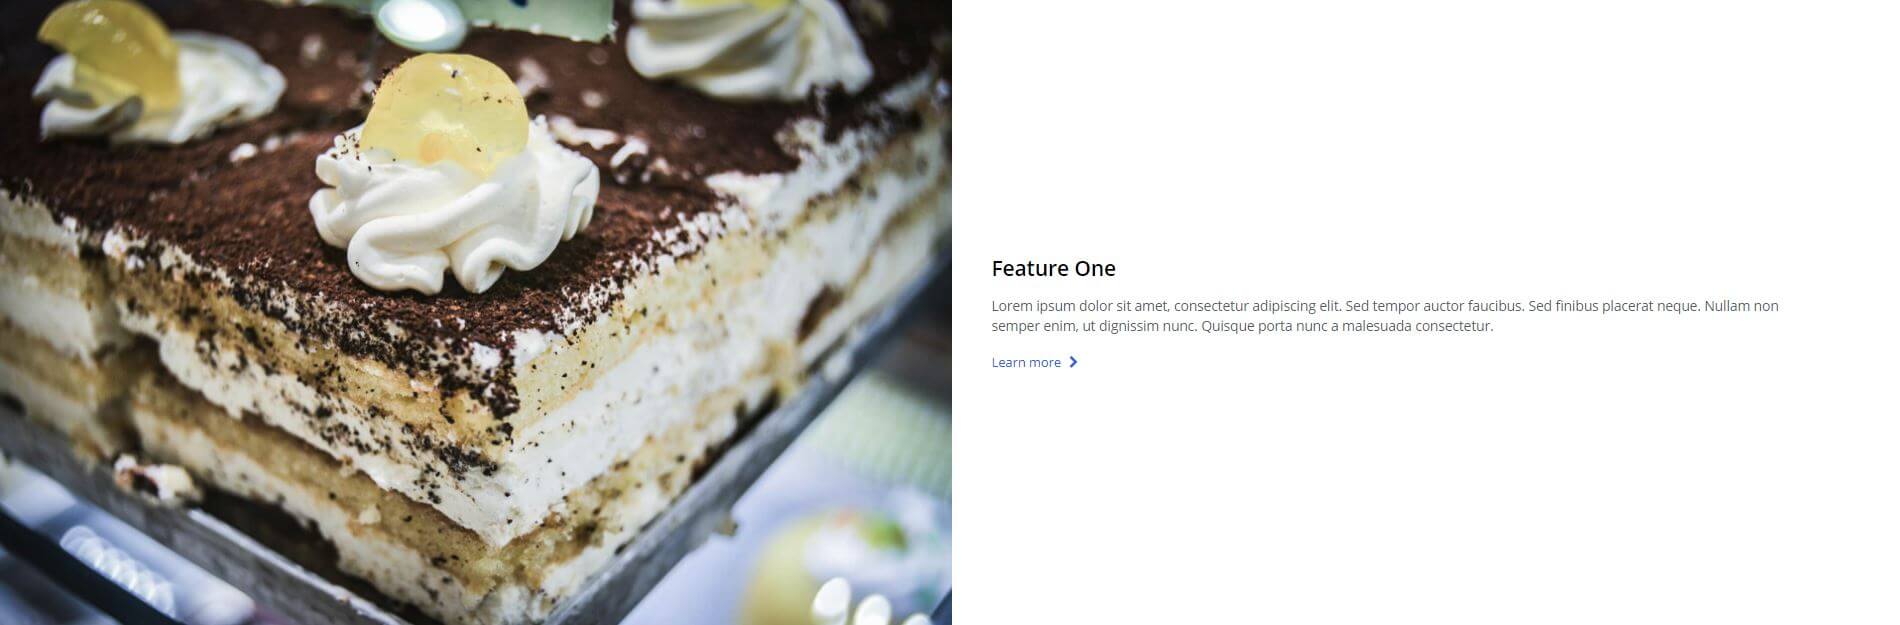 Feature One
Lorem ipsum dolor sit amet, consectetur adipiscing elit. Sed tempor auctor faucibus. Sed finibus placerat neque. Nullam non
semper enim, ut dignissim nunc. Quisque porta nunc a malesuada consectetur.
Learn more